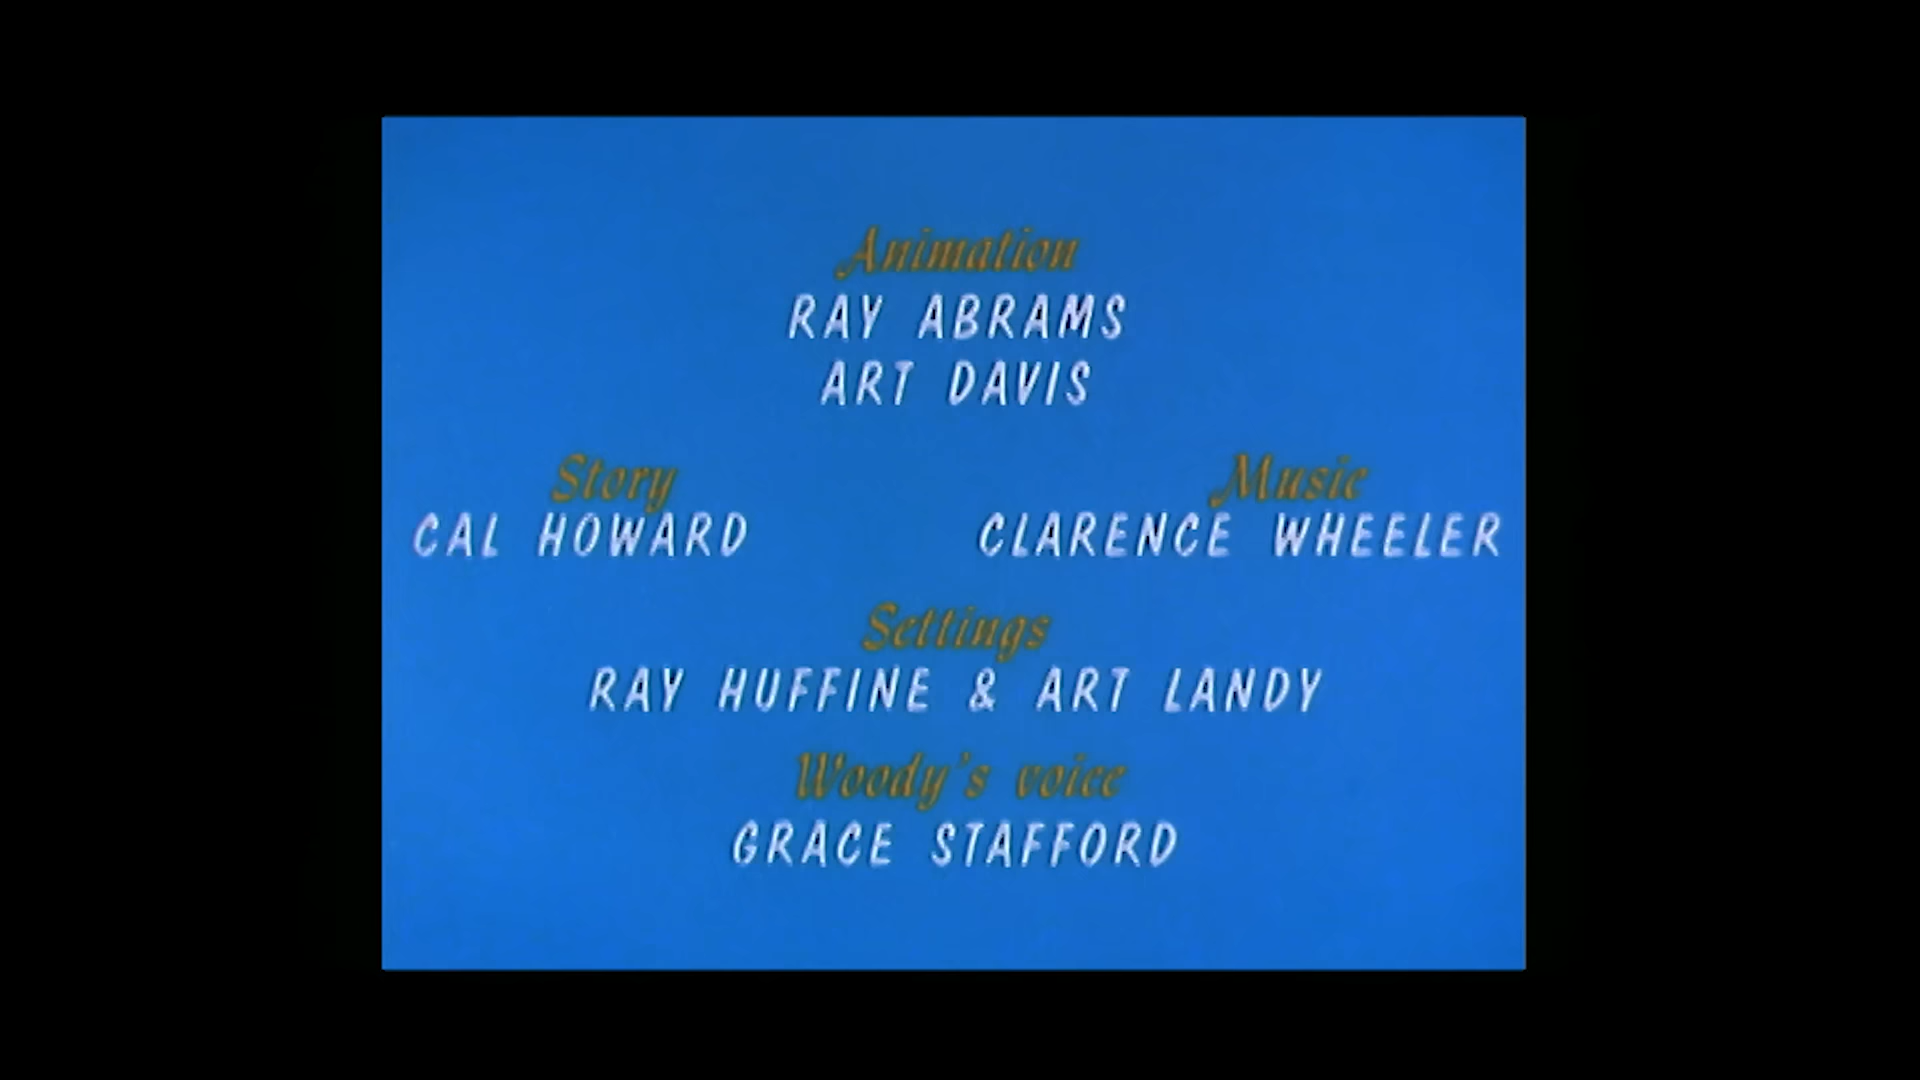 Animation
RAY ABRAMS
ART DAVIS
Story
CAL HOWARD
Music
CLARENCE WHEELER
Settings
RAY HUFFINE & ART LANDY
Woody's voice
GRACE STAFFORD